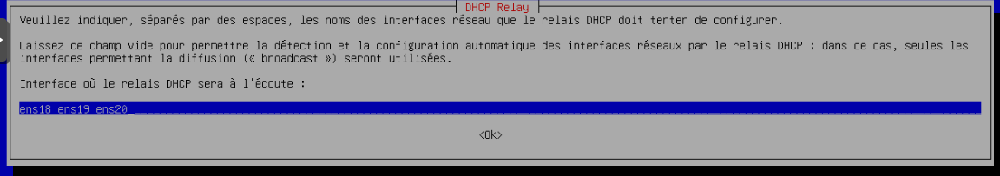 DHCP Relay
Veuillez indiquer, séparés par des espaces, les noms des interfaces réseau que le relais DHCP doit tenter de configurer.
Laissez ce champ vide pour permettre la détection et la configuration automatique des interfaces réseaux par le relais DHCP ; dans ce cas, seules les
interfaces permettant la diffusion (« broadcast ») seront utilisées.
Interface où le relais DHCP sera à l'écoute :
ens18 ens19 ens20
<Ok>